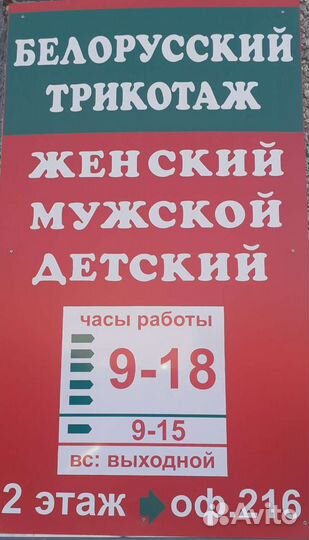 БЕЛОРУССКИЙ
ТРИКОТАЖ
ЖЕНСКИЙ
МУЖСКОЙ
ДЕТСКИЙ
часы работы
9-18
9-15
вс: выходной
2 этаж оф.216
Avito